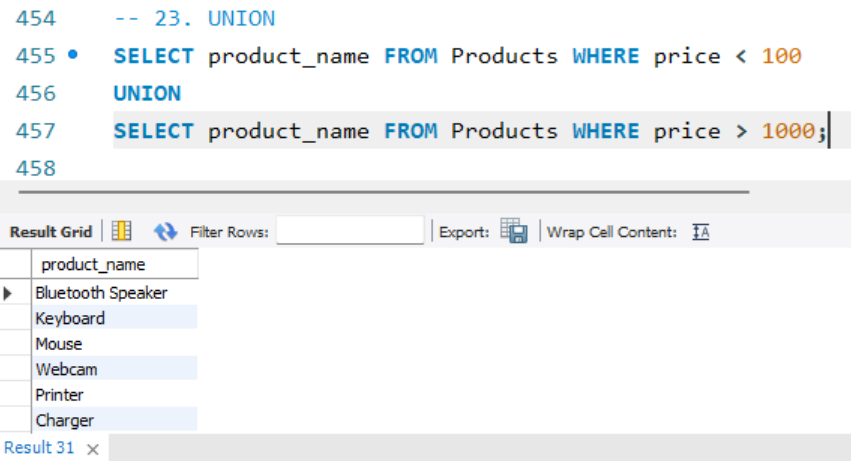 454 -- 23. UNION
455 SELECT product_name FROM Products WHERE price < 100
456 UNION
457 SELECT product_name FROM Products WHERE price > 1000;
458
Result Grid Filter Rows: Export: Wrap Cell Content: IA
product_name
Bluetooth Speaker
Keyboard
Mouse
Webcam
Printer
Charger
Result 31 ×